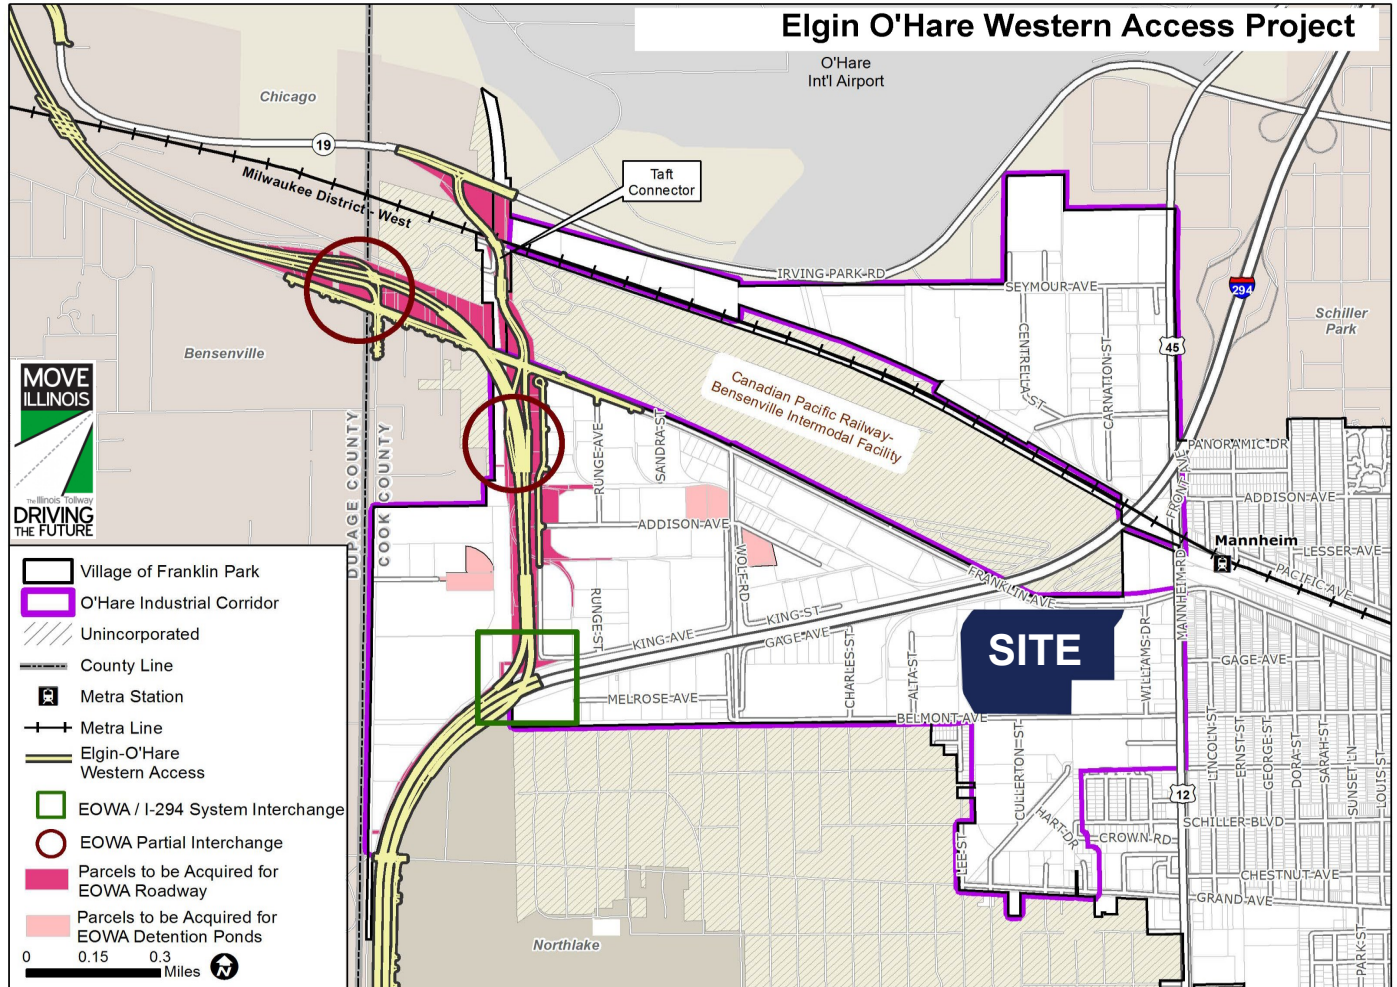 Elgin O'Hare Western Access Project
O'Hare
Int'l Airport
Chicago
19
Milwaukee District - West
Taft
Connector
IRVING PARK RD
SEYMOUR AVE
294
Schiller
Park
45
CENTRELLA ST
CARNATION ST
Bensenville
MOVE
ILLINOIS
The Illinois Tollway
DRIVING
THE FUTURE
Canadian Pacific Railway-
Bensenville Intermodal Facility
DUPAGE COUNTY
COOK COUNTY
RUNGE AVE
SANDRA ST
PANORAMIC DR
FRONT AVE
ADDISON AVE
ADDISON AVE
WOLF RD
Mannheim
LESSER AVE
PACIFIC AVE
FRANKLIN AVE
MANNHEIM RD
RUNGE ST
KING AVE
KING ST
GAGE AVE
CHARLES ST
ALTA ST
SITE
WILLIAMS DR
GAGE AVE
MELROSE AVE
BELMONT AVE
CULLERTON ST
LINCOLN ST
ERNST ST
GEORGE ST
DORA ST
SARAH ST
SUNSET LN
LOUIS ST
12
HART DR
CROWN RD
SCHILLER BLVD
LEE ST
CHESTNUT AVE
GRAND AVE
PARK ST
Northlake
Village of Franklin Park
O'Hare Industrial Corridor
Unincorporated
County Line
Metra Station
Metra Line
Elgin-O'Hare
Western Access
EOWA / I-294 System Interchange
EOWA Partial Interchange
Parcels to be Acquired for
EOWA Roadway
Parcels to be Acquired for
EOWA Detention Ponds
0 0.15 0.3
Miles
N